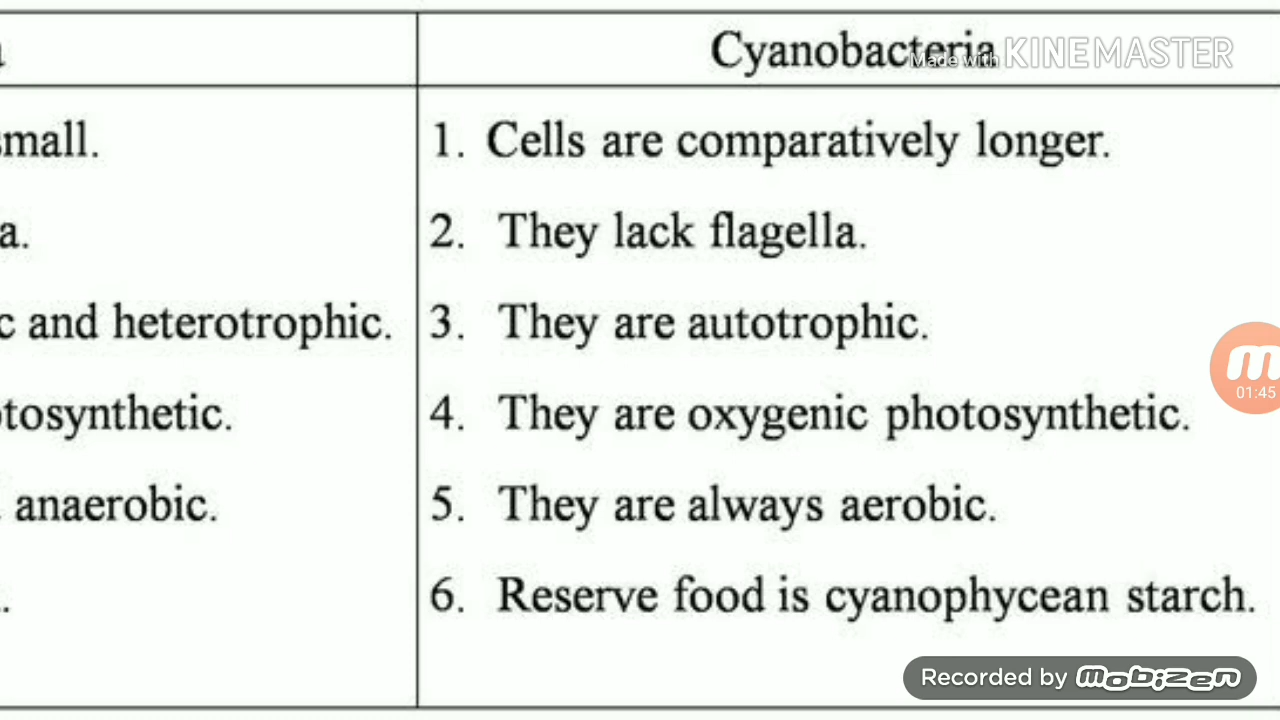 a Cyanobacteria
Made with KINEMASTER
small. 1. Cells are comparatively longer.
a. 2. They lack flagella.
c and heterotrophic. 3. They are autotrophic.
tosynthetic. 4. They are oxygenic photosynthetic.
01:45
anaerobic. 5. They are always aerobic.
6. Reserve food is cyanophycean starch.
Recorded by mobizen